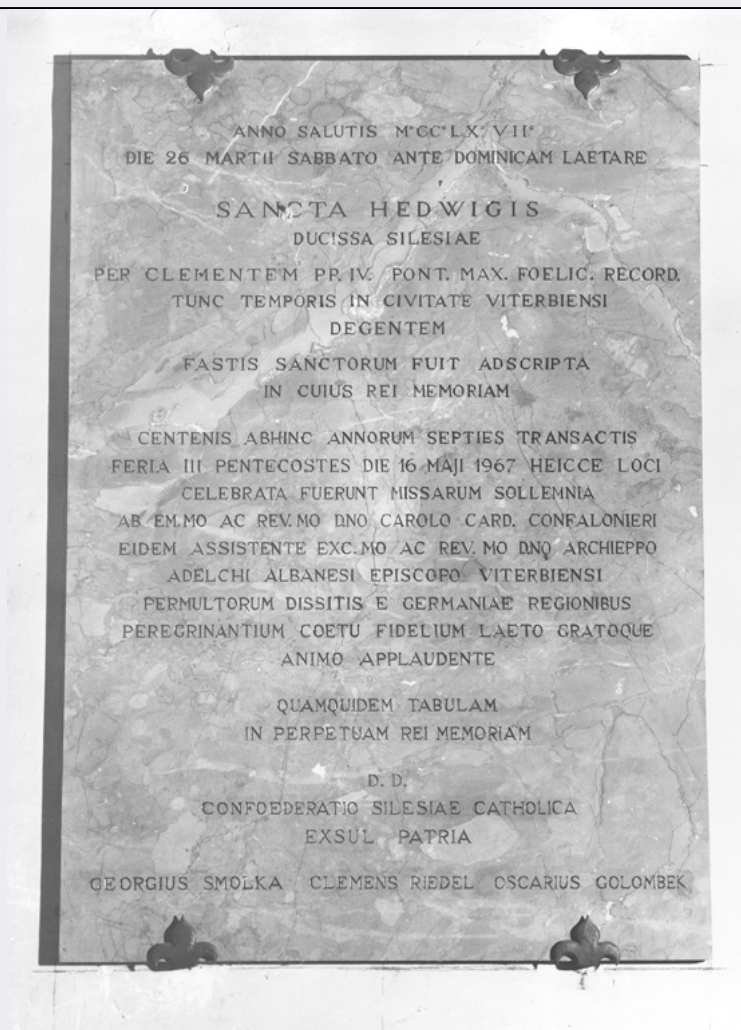 ANNO SALUTIS M°CC°LX°VII°
DIE 26 MARTII SABBATO ANTE DOMINICAM LAETARE
SANCTA HEDWIGIS
DUCISSA SILESIAE
PER CLEMENTEM PP. IV. PONT. MAX. FOELIC. RECORD.
TUNC TEMPORIS IN CIVITATE VITERBIENSI
DEGENTEM
FASTIS SANCTORUM FUIT ADSCRIPTA
IN CUIUS REI MEMORIAM
CENTENIS ABHINC ANNORUM SEPTIES TRANSACTIS
FERIA III PENTECOSTES DIE 16 MAJI 1967 HEICCE LOCI
CELEBRATA FUERUNT MISSARUM SOLLEMNIA
AB EM.MO AC REV.MO DNO CAROLO CARD. CONFALONIERI
EIDEM ASSISTENTE EXC.MO AC REV. MO DNO ARCHIEPPO
ADELCHI ALBANESI EPISCOPO VITERBIENSI
PERMULTORUM DISSITIS E GERMANIAE REGIONIBUS
PEREGRINANTIUM COETU FIDELIUM LAETO GRATOQUE
ANIMO APPLAUDENTE
QUAMQUIDEM TABULAM
IN PERPETUAM REI MEMORIAM
D. D.
CONFOEDERATIO SILESIAE CATHOLICA
EXSUL PATRIA
GEORGIUS SMOLKA CLEMENS RIEDEL OSCARIUS GOLOMBEK